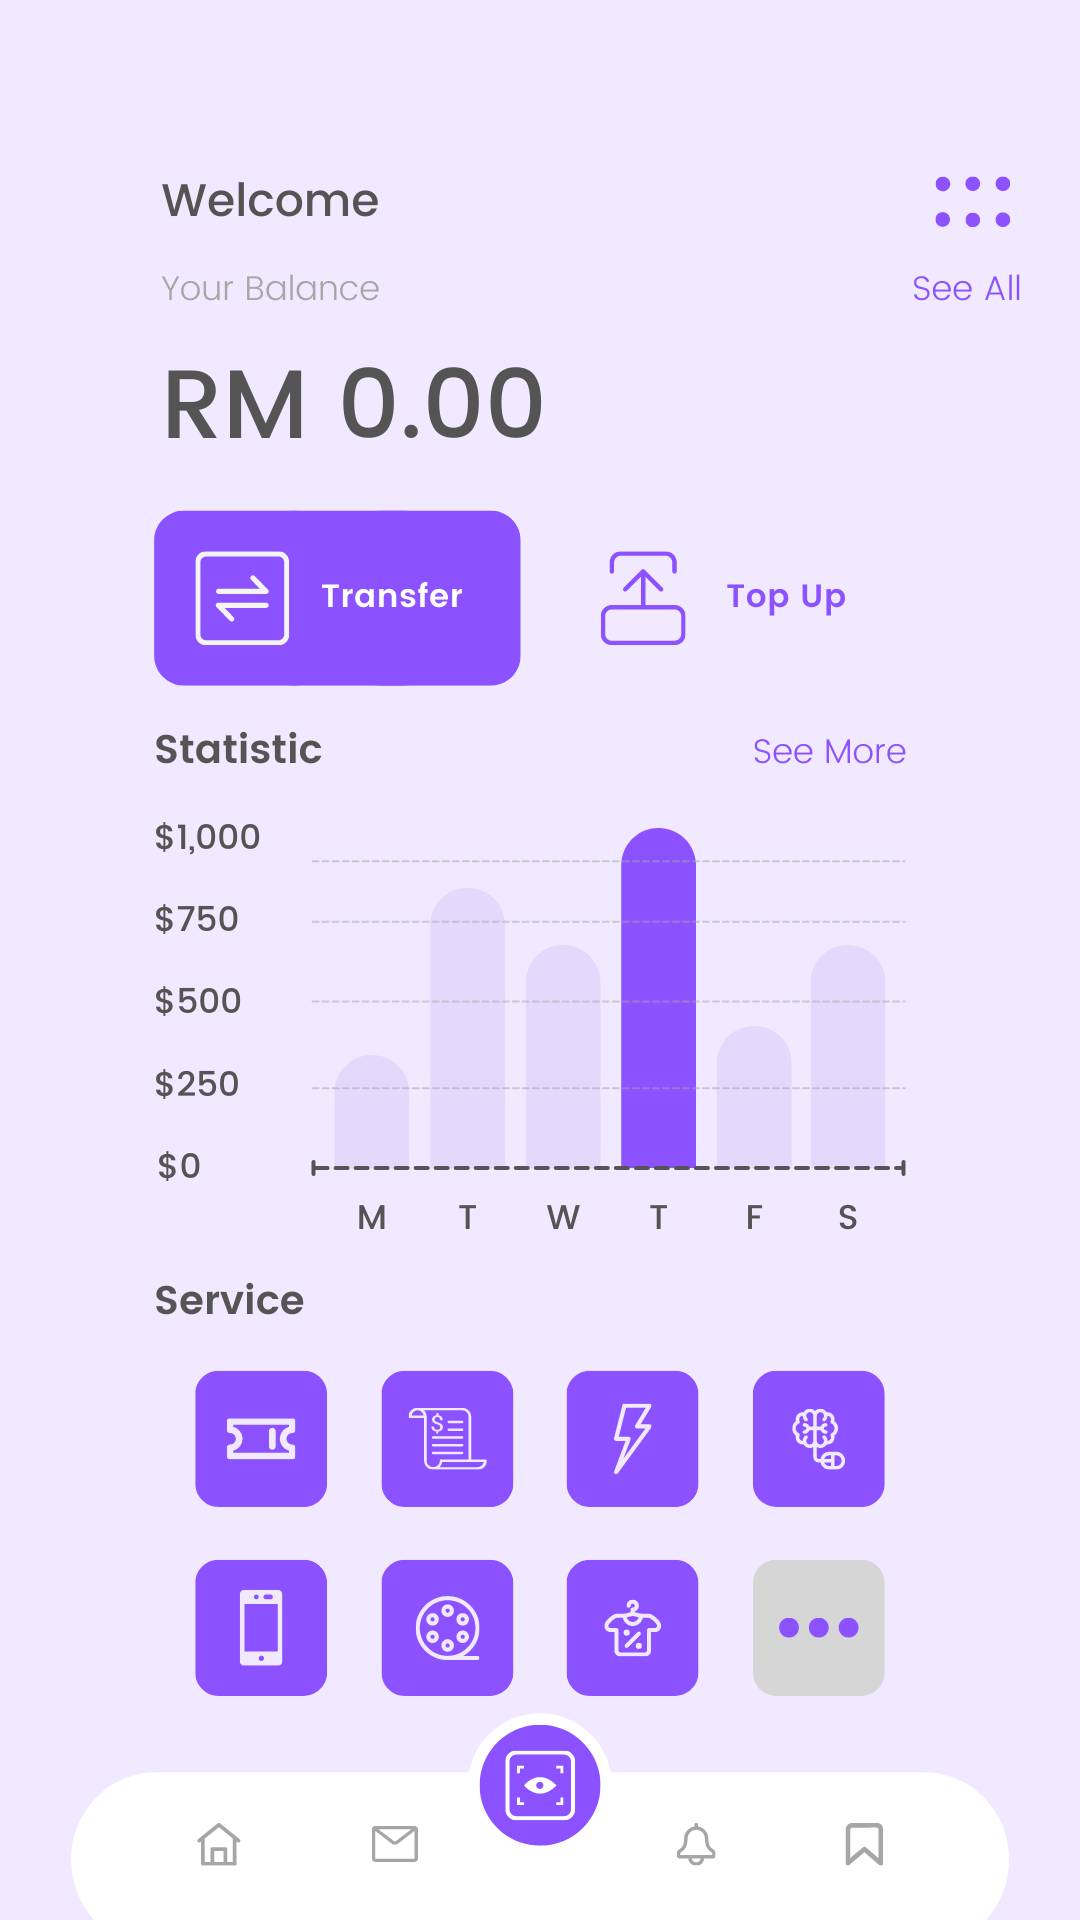 Welcome
Your Balance
See All
RM 0.00
Transfer
Top Up
Statistic
See More
$1,000
$750
$500
$250
$0
M T W T F S
Service
$